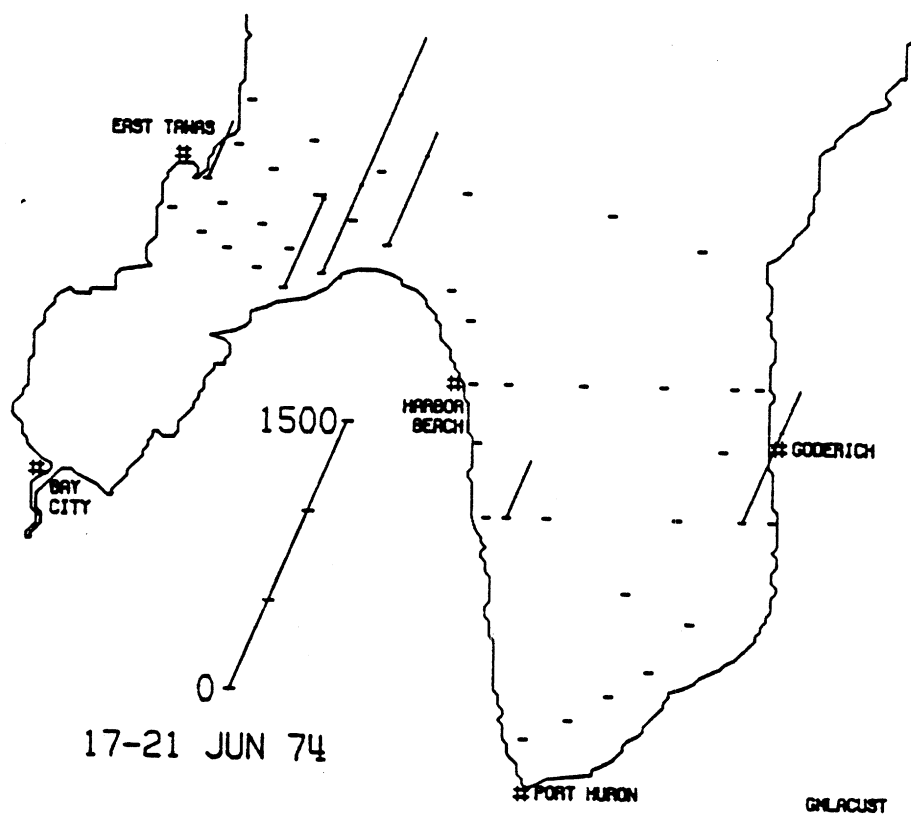 EAST TAWAS
1500
HARBOR
BEACH
GODERICH
BAY
CITY
0
17-21 JUN 74
PORT HURON
GMLACUST